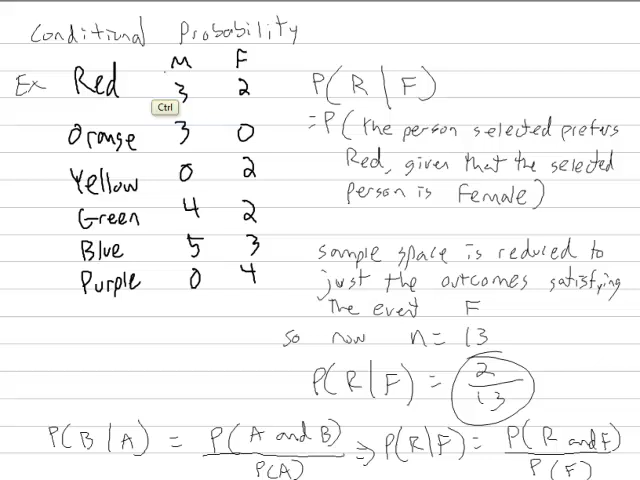 Conditional Probability
M F
Ex Red 3 2
Ctrl
Orange 3 0
Yellow 0 2
Green 4 2
Blue 5 3
Purple 0 4
P(R|F)
=P(the person selected prefers
Red, given that the selected
person is Female)
sample space is reduced to
just the outcomes satisfying
the event F
so now n=13
P(R|F) = 2/13
P(B|A) = P(A and B)/P(A) ⇒ P(R|F) = P(R and F)/P(F)